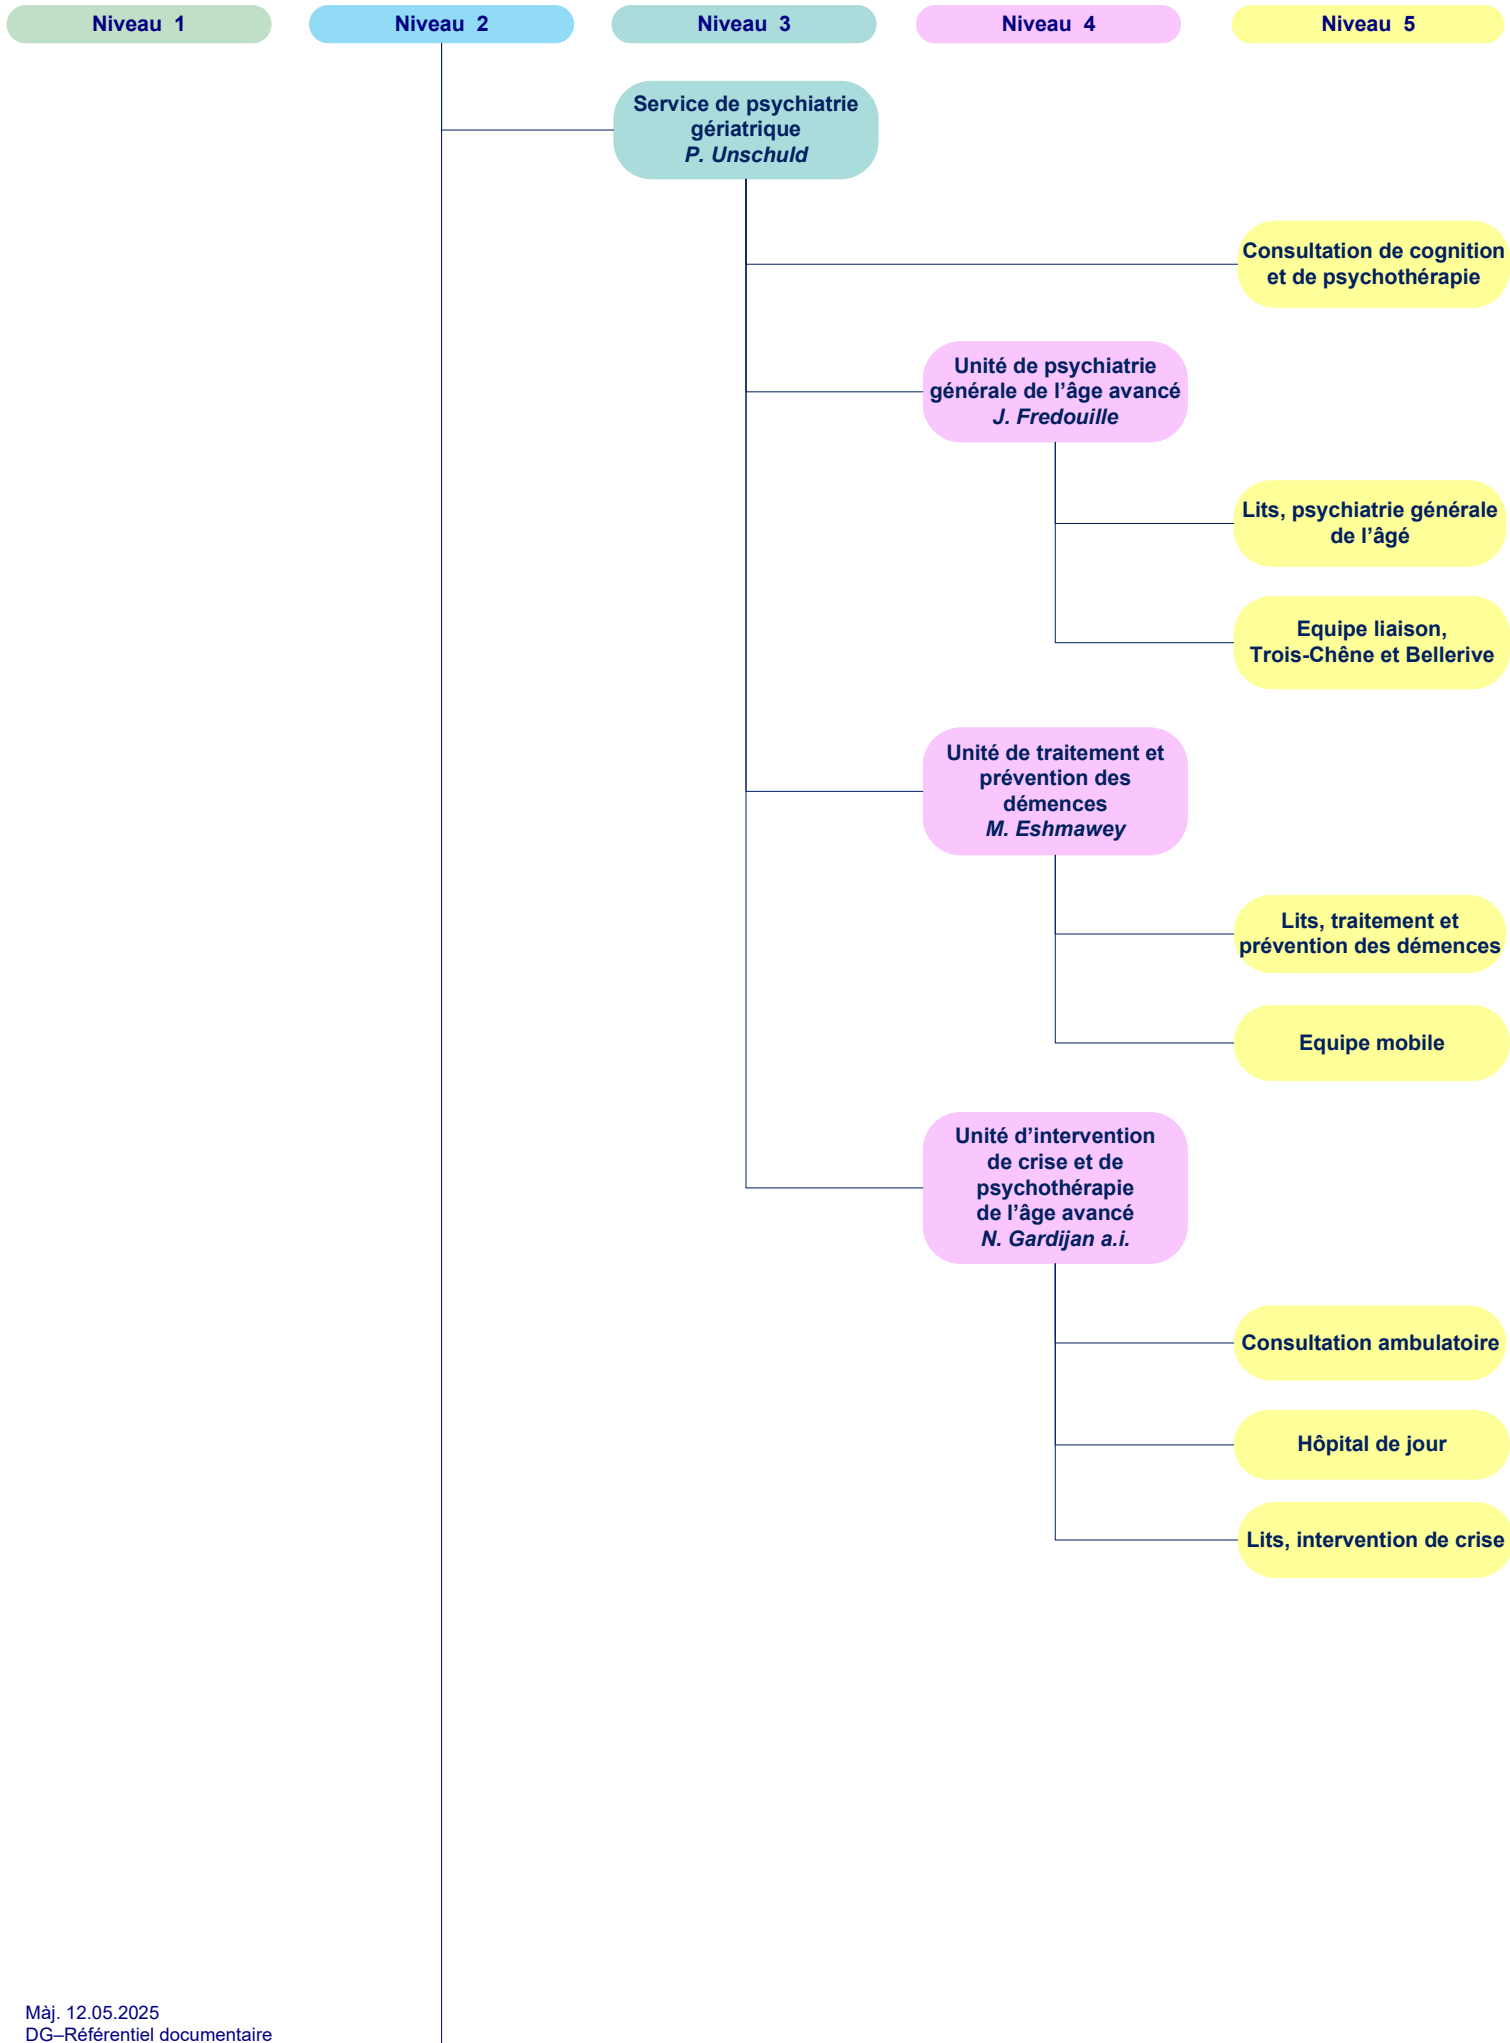 Niveau 1
Niveau 2
Niveau 3
Niveau 4
Niveau 5
Service de psychiatrie
gériatrique
P. Unschuld
Consultation de cognition
et de psychothérapie
Unité de psychiatrie
générale de l’âge avancé
J. Fredouille
Lits, psychiatrie générale
de l’âgé
Equipe liaison,
Trois-Chêne et Bellerive
Unité de traitement et
prévention des
démences
M. Eshmawey
Lits, traitement et
prévention des démences
Equipe mobile
Unité d’intervention
de crise et de
psychothérapie
de l’âge avancé
N. Gardijan a.i.
Consultation ambulatoire
Hôpital de jour
Lits, intervention de crise
Màj. 12.05.2025
DG–Référentiel documentaire